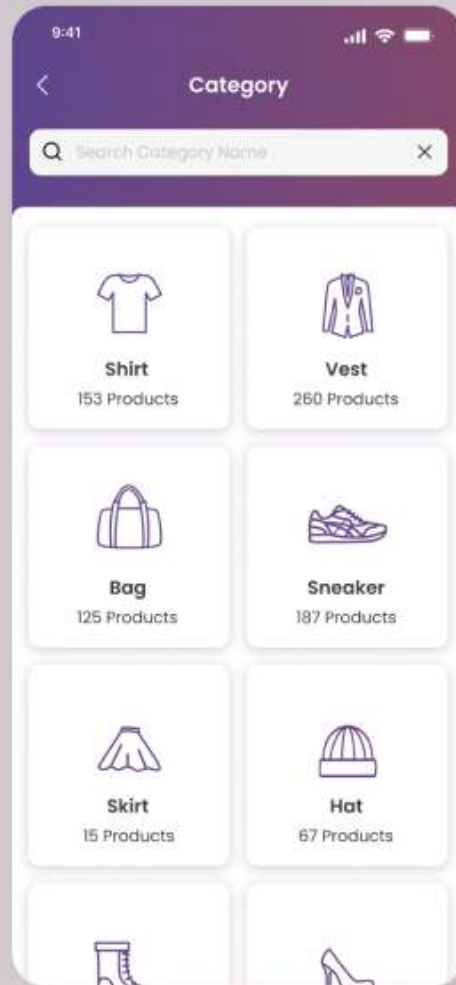 9:41
Category
Search Category Name
Shirt
153 Products
Vest
260 Products
Bag
125 Products
Sneaker
187 Products
Skirt
15 Products
Hat
67 Products